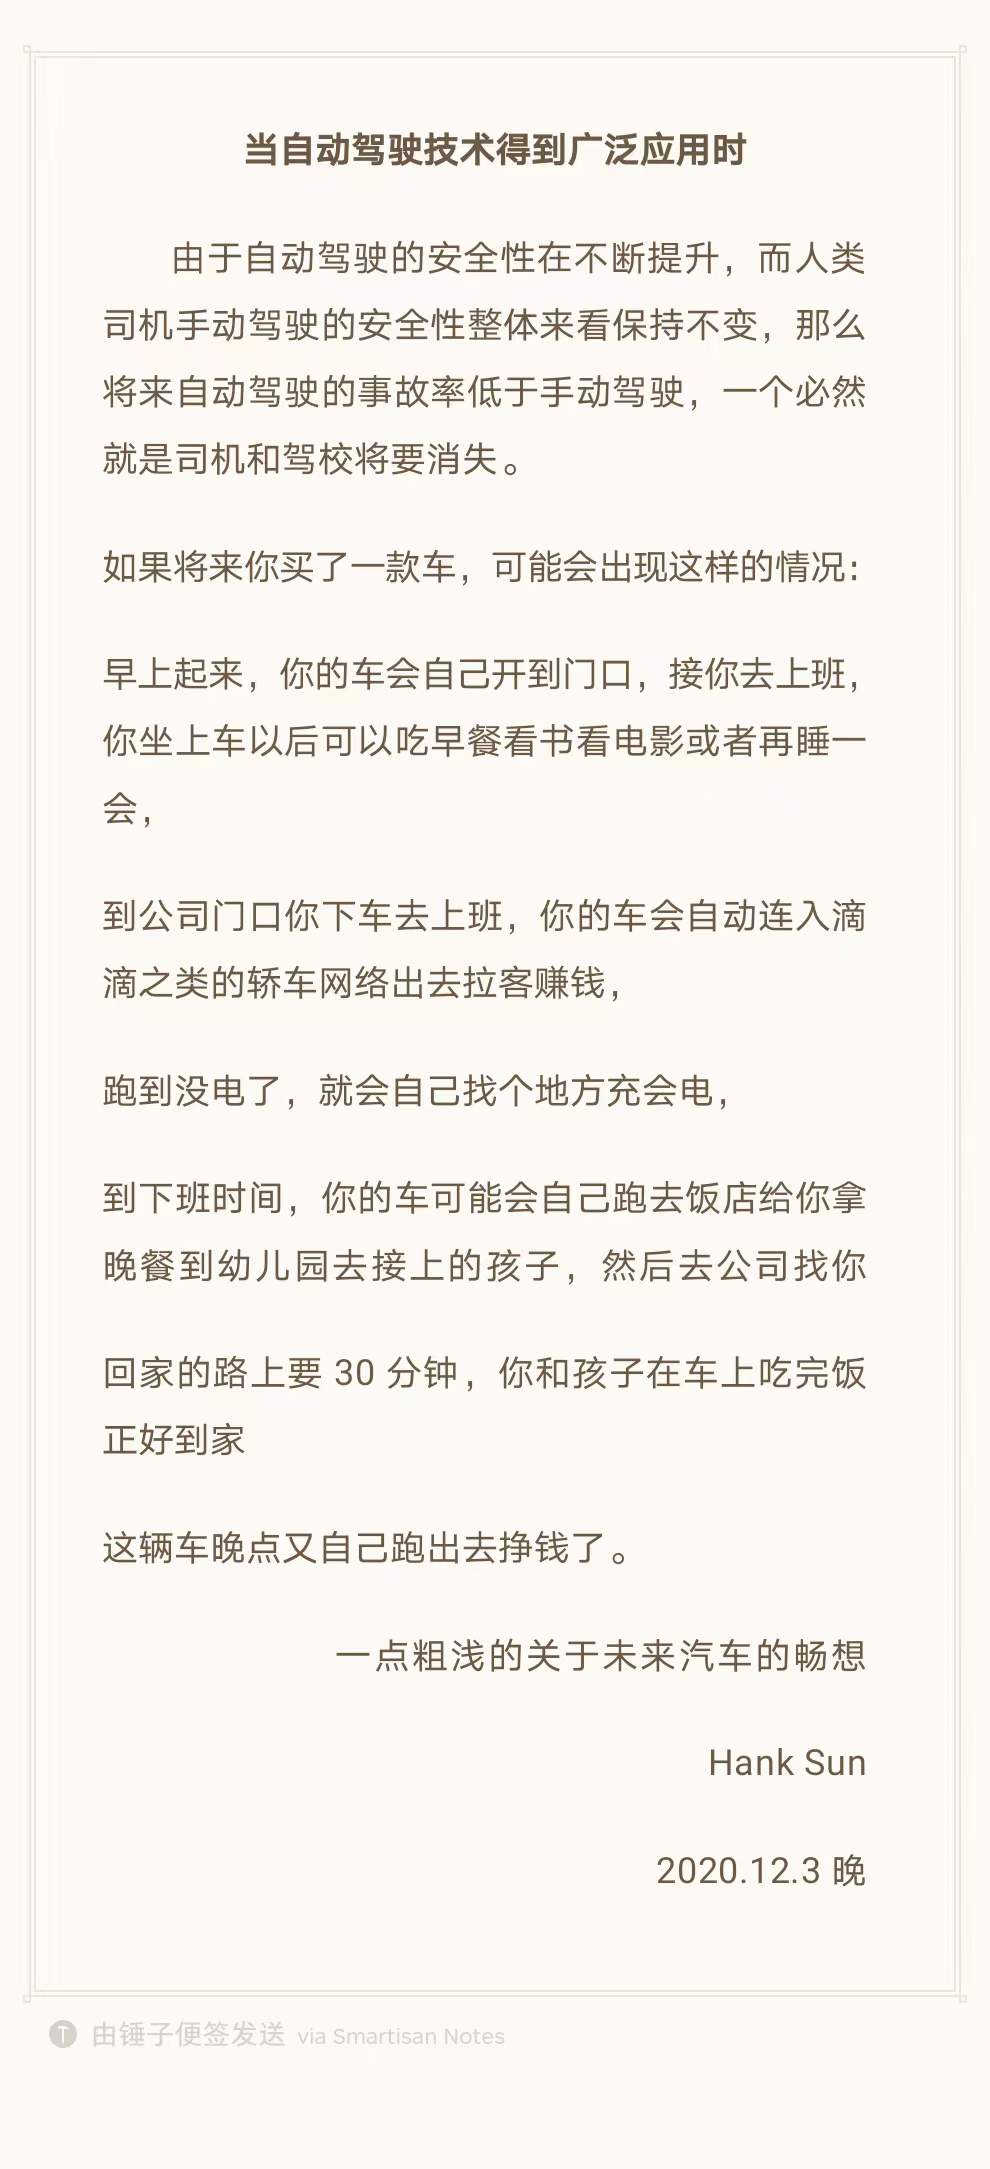 当自动驾驶技术得到广泛应用时
由于自动驾驶的安全性在不断提升，而人类
司机手动驾驶的安全性整体来看保持不变，那么
将来自动驾驶的事故率低于手动驾驶，一个必然
就是司机和驾校将要消失。
如果将来你买了一款车，可能会出现这样的情况：
早上起来，你的车会自己开到门口，接你去上班，
你坐上车以后可以吃早餐看书看电影或者再睡一
会，
到公司门口你下车去上班，你的车会自动连入滴
滴之类的轿车网络出去拉客赚钱，
跑到没电了，就会自己找个地方充会电，
到下班时间，你的车可能会自己跑去饭店给你拿
晚餐到幼儿园去接上的孩子，然后去公司找你
回家的路上要 30 分钟，你和孩子在车上吃完饭
正好到家
这辆车晚点又自己跑出去挣钱了。
一点粗浅的关于未来汽车的畅想
Hank Sun
2020.12.3 晚
T 由锤子便签发送 via Smartisan Notes